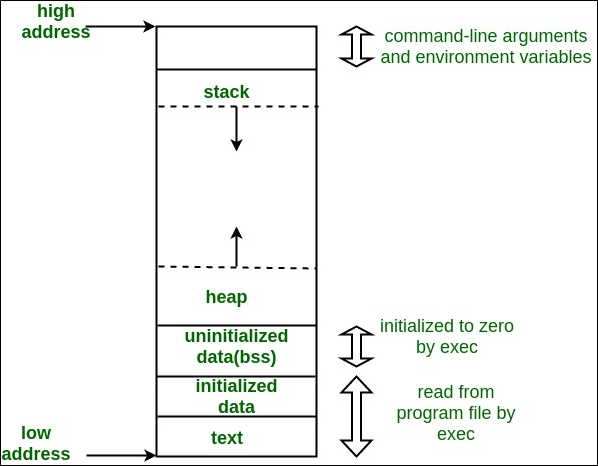 high
address
command-line arguments
and environment variables
stack
heap
uninitialized
data(bss)
initialized to zero
by exec
initialized
data
read from
program file by
exec
low
address
text